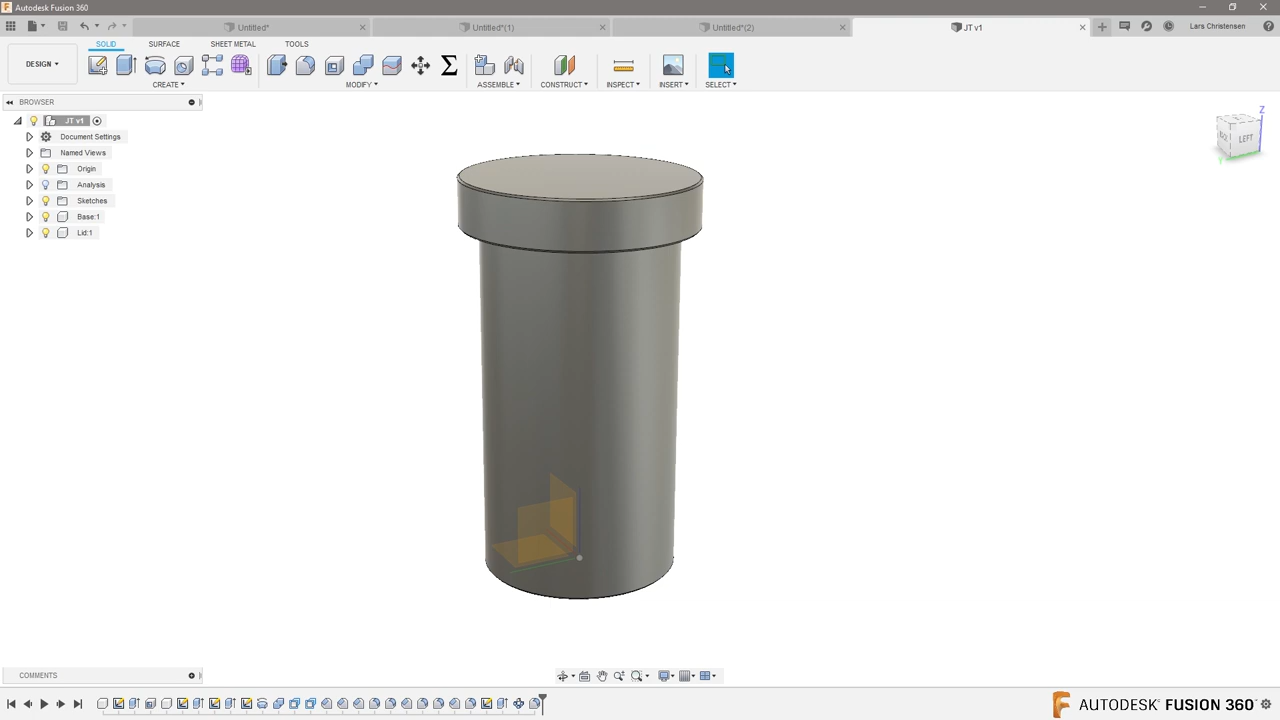 Autodesk Fusion 360
Untitled*
Untitled*(1)
Untitled*(2)
JT v1
Lars Christensen
SOLID
SURFACE
SHEET METAL
TOOLS
DESIGN
CREATE
MODIFY
ASSEMBLE
CONSTRUCT
INSPECT
INSERT
SELECT
BROWSER
JT v1
Document Settings
Named Views
Origin
Analysis
Sketches
Base:1
Lid:1
Z
LEFT
Y
COMMENTS
AUTODESK FUSION 360